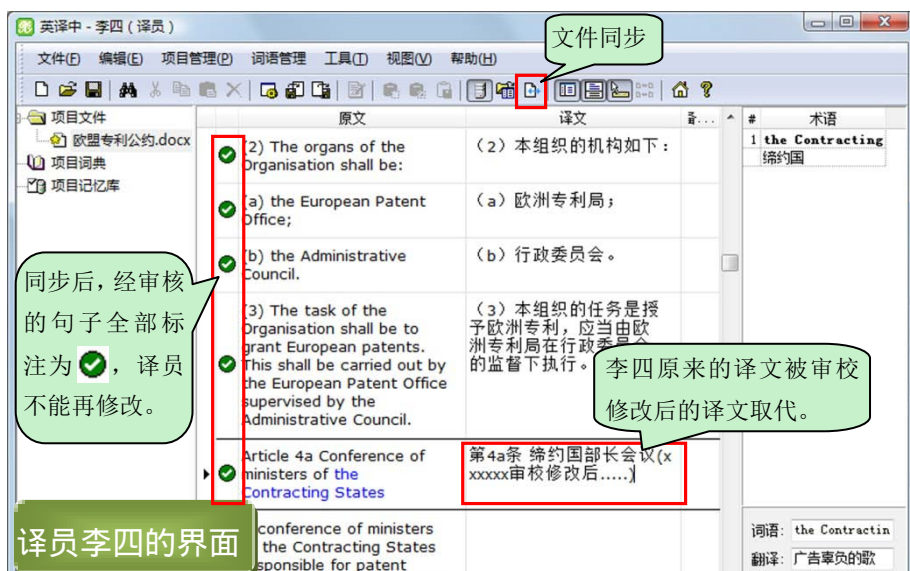 英译中 - 李四（译员）
文件同步
文件(F) 编辑(E) 项目管理(P) 词语管理 工具(T) 视图(V) 帮助(H)
项目文件
欧盟专利公约.docx
项目词典
项目记忆库
原文 译文
(2) The organs of the
Organisation shall be:
（2）本组织的机构如下：
(a) the European Patent
Office;
（a）欧洲专利局；
(b) the Administrative
Council.
（b）行政委员会。
(3) The task of the
Organisation shall be to
grant European patents.
This shall be carried out by
the European Patent Office
supervised by the
Administrative Council.
（3）本组织的任务是授
予欧洲专利，应当由欧
洲专利局在行政委员会
的监督下执行。
Article 4a Conference of
ministers of the
Contracting States
第4a条 缔约国部长会议(x
xxxxx审校修改后.....)
conference of ministers
the Contracting States
sponsible for patent
# 术语
1 the Contracting
缔约国
词语: the Contractin
翻译: 广告辜负的歌
同步后，经审核
的句子全部标
注为，译员
不能再修改。
李四原来的译文被审校
修改后的译文取代。
译员李四的界面